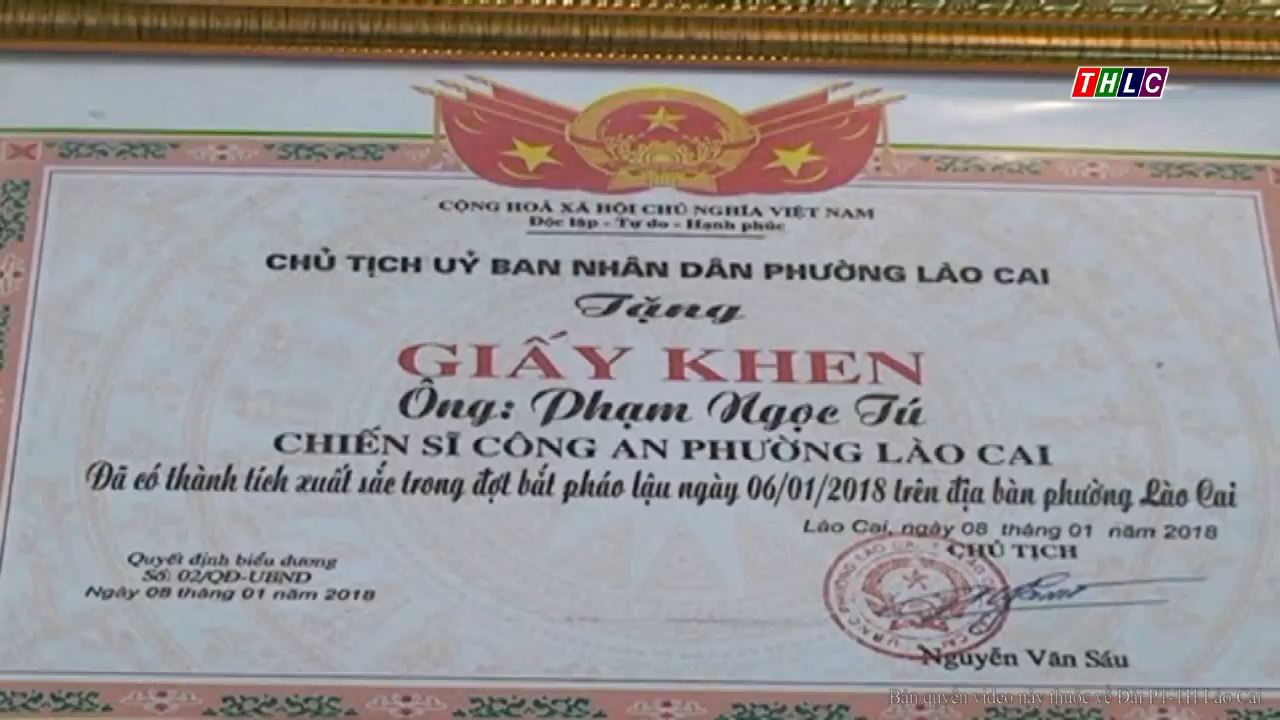 THLC
CỘNG HOÀ XÃ HỘI CHỦ NGHĨA VIỆT NAM
Độc lập - Tự do - Hạnh phúc
CHỦ TỊCH UỶ BAN NHÂN DÂN PHƯỜNG LÀO CAI
Tặng
GIẤY KHEN
Ông: Phạm Ngọc Tú
CHIẾN SĨ CÔNG AN PHƯỜNG LÀO CAI
Đã có thành tích xuất sắc trong đợt bắt pháo lậu ngày 06/01/2018 trên địa bàn phường Lào Cai
Lào Cai, ngày 08 tháng 01 năm 2018
CHỦ TỊCH
Quyết định biểu dương
Số: 02/QĐ-UBND
Ngày 08 tháng 01 năm 2018
Nguyễn Văn Sáu
Bản quyền video này thuộc về Đài PT-TH Lào Cai